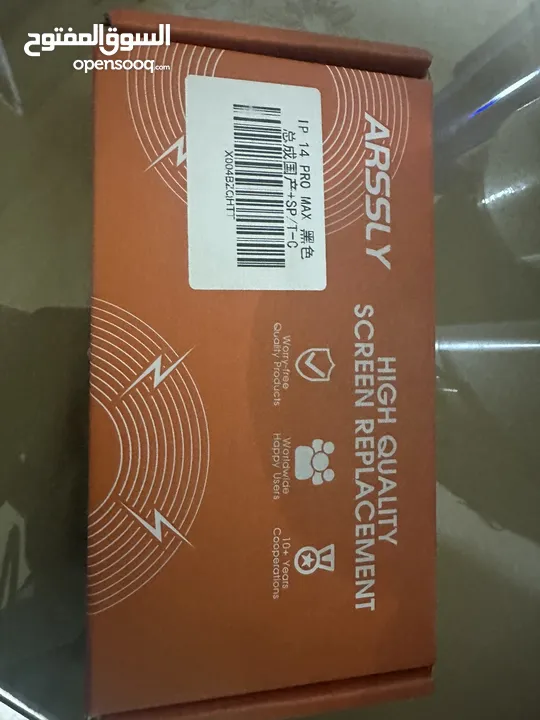 السوق المفتوح
opensooq.com
ARSSLY
HIGH QUALITY
SCREEN REPLACEMENT
IP 14 PRO MAX 黑色
总成国产+SP/T-C
X004BZQHTT
Worry-free
Quality Products
Worldwide
Happy Users
10+ Years
Cooperations